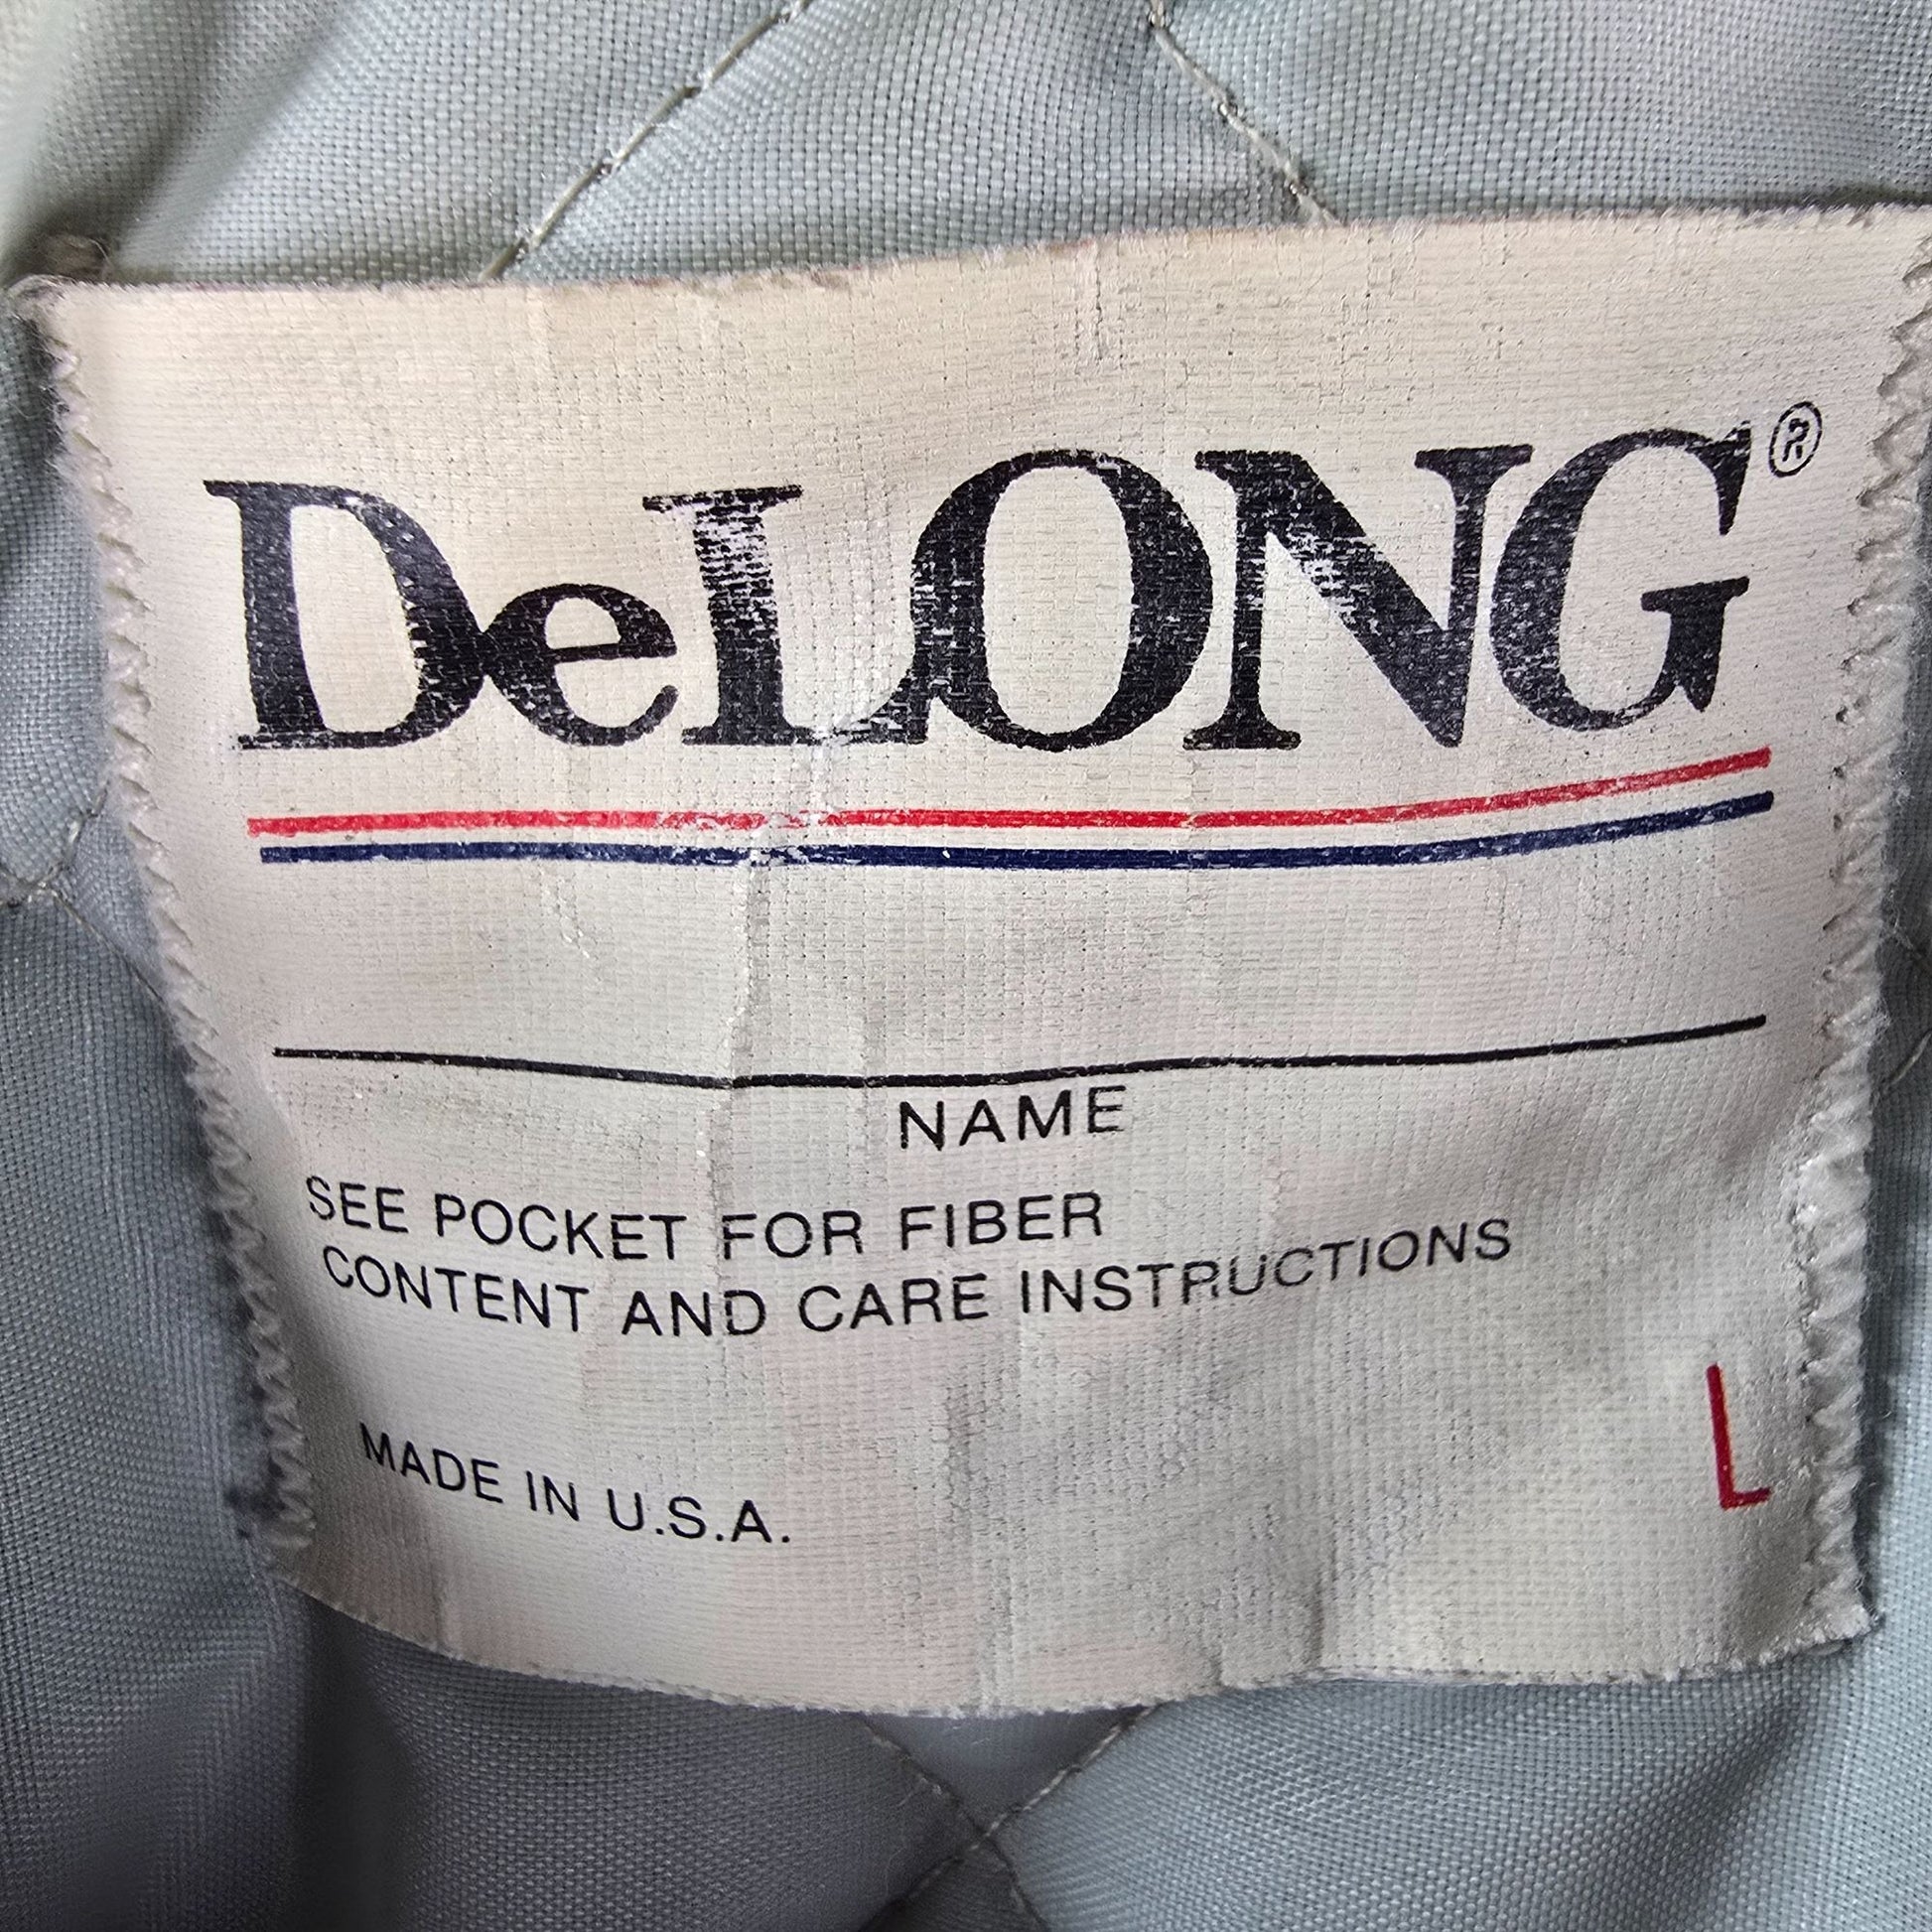 DeLONG®
NAME
SEE POCKET FOR FIBER
CONTENT AND CARE INSTRUCTIONS
L
MADE IN U.S.A.